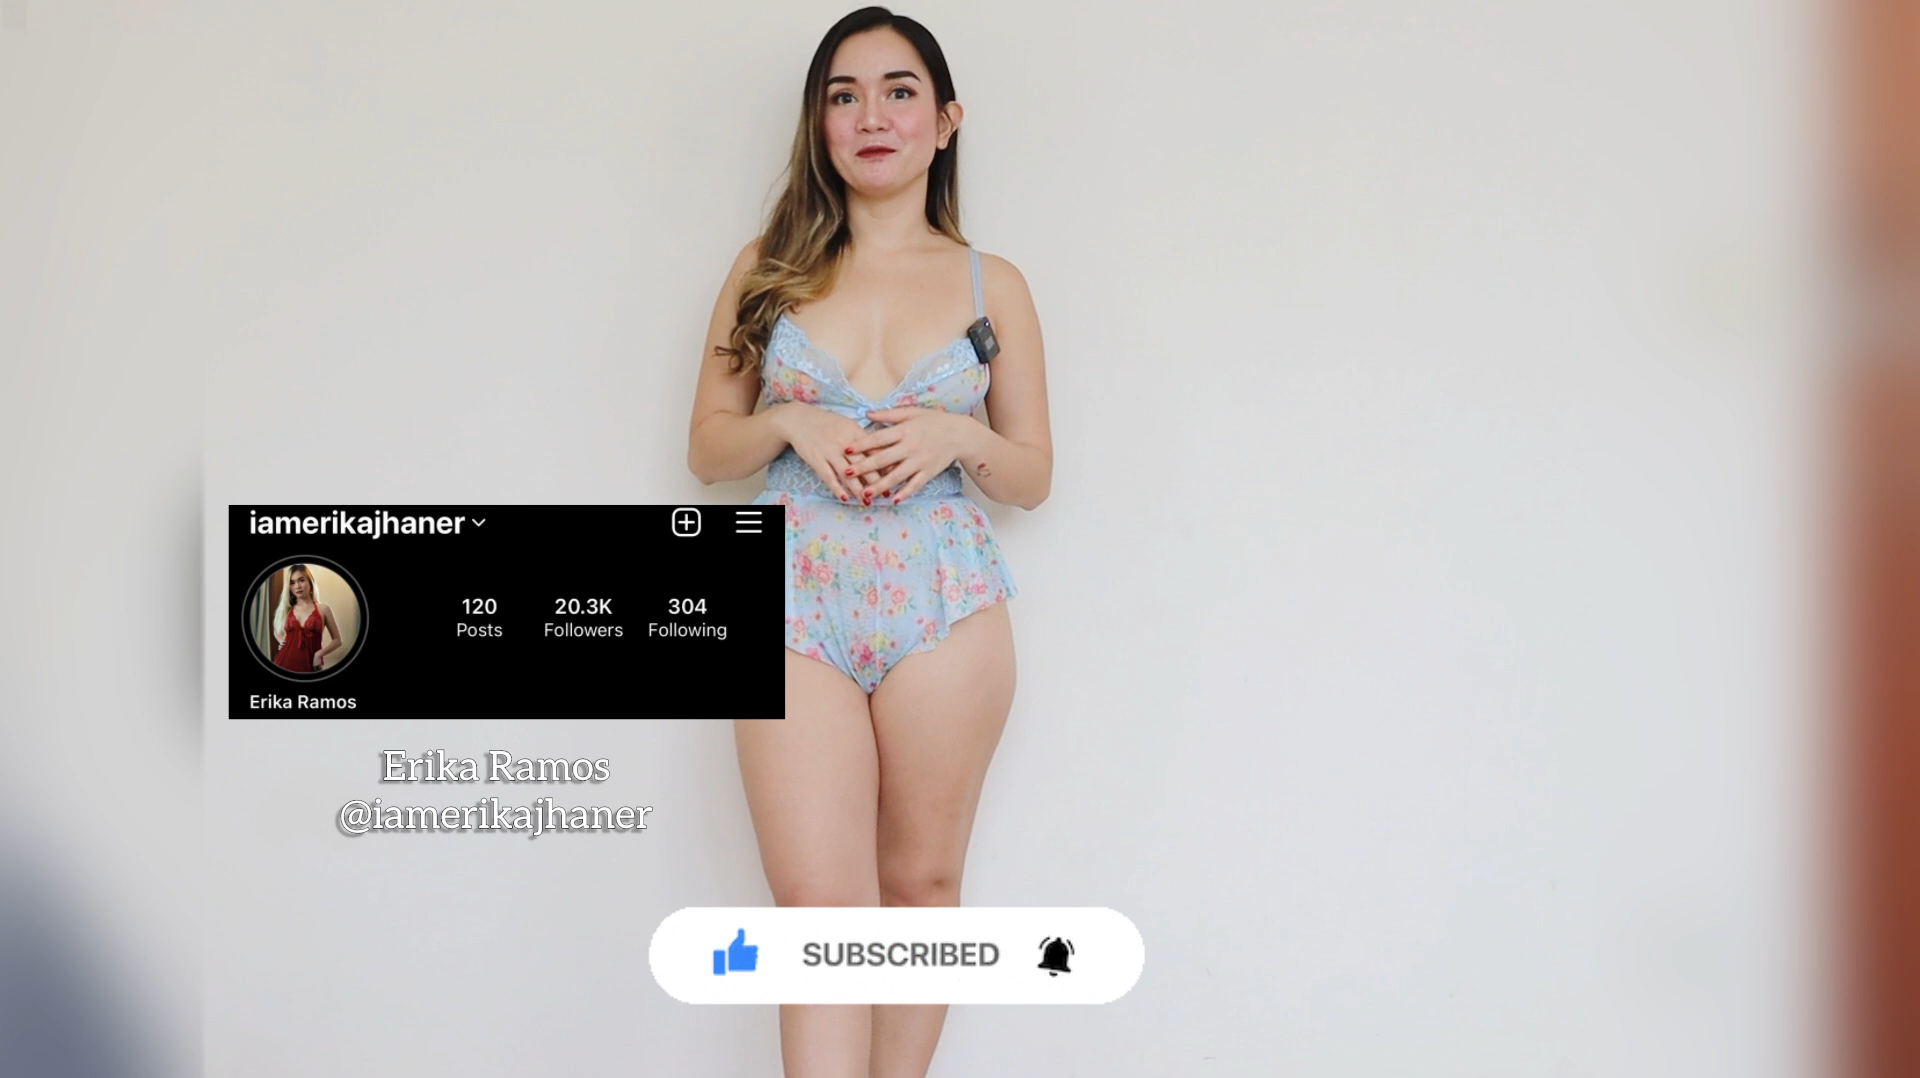 iamerikajhaner
120 20.3K 304
Posts Followers Following
Erika Ramos
Erika Ramos
@iamerikajhaner
SUBSCRIBED